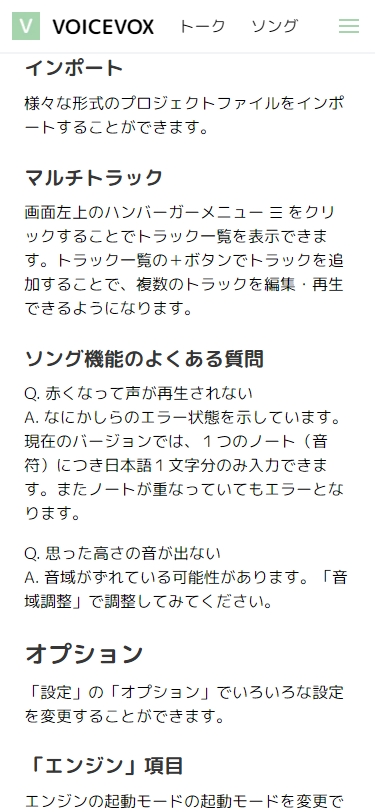 V VOICEVOX トーク ソング
インポート
様々な形式のプロジェクトファイルをインポ
ートすることができます。
マルチトラック
画面左上のハンバーガーメニュー ☰ をクリ
ックすることでトラック一覧を表示できま
す。トラック一覧の＋ボタンでトラックを追
加することで、複数のトラックを編集・再生
できるようになります。
ソング機能のよくある質問
Q. 赤くなって声が再生されない
A. なにかしらのエラー状態を示しています。
現在のバージョンでは、１つのノート（音
符）につき日本語１文字分のみ入力できま
す。またノートが重なっていてもエラーとな
ります。
Q. 思った高さの音が出ない
A. 音域がずれている可能性があります。「音
域調整」で調整してみてください。
オプション
「設定」の「オプション」でいろいろな設定
を変更することができます。
「エンジン」項目
エンジンの起動モードの起動モードを変更で